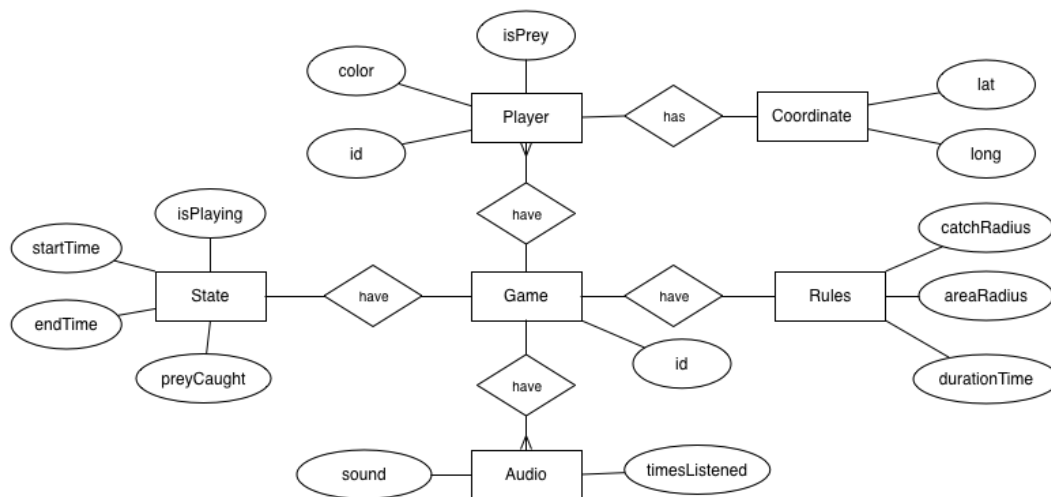 isPrey
color
lat
Player
has
Coordinate
id
long
isPlaying
have
catchRadius
startTime
State
have
Game
have
Rules
areaRadius
endTime
id
preyCaught
have
durationTime
sound
Audio
timesListened